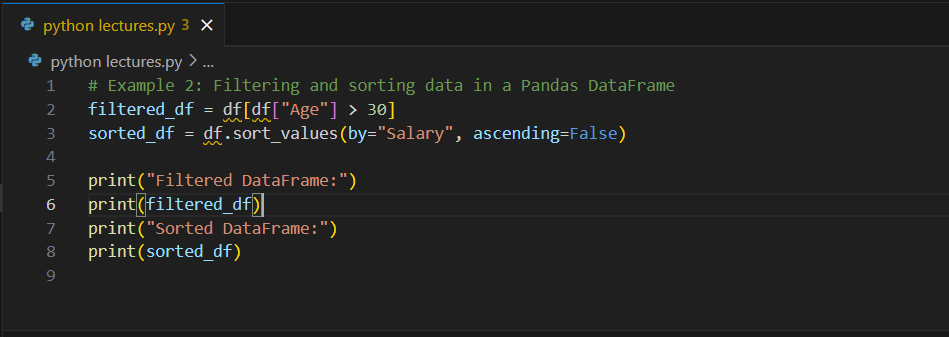 python lectures.py 3 ×
python lectures.py > ...
1 # Example 2: Filtering and sorting data in a Pandas DataFrame
2 filtered_df = df[df["Age"] > 30]
3 sorted_df = df.sort_values(by="Salary", ascending=False)
4
5 print("Filtered DataFrame:")
6 print(filtered_df)
7 print("Sorted DataFrame:")
8 print(sorted_df)
9